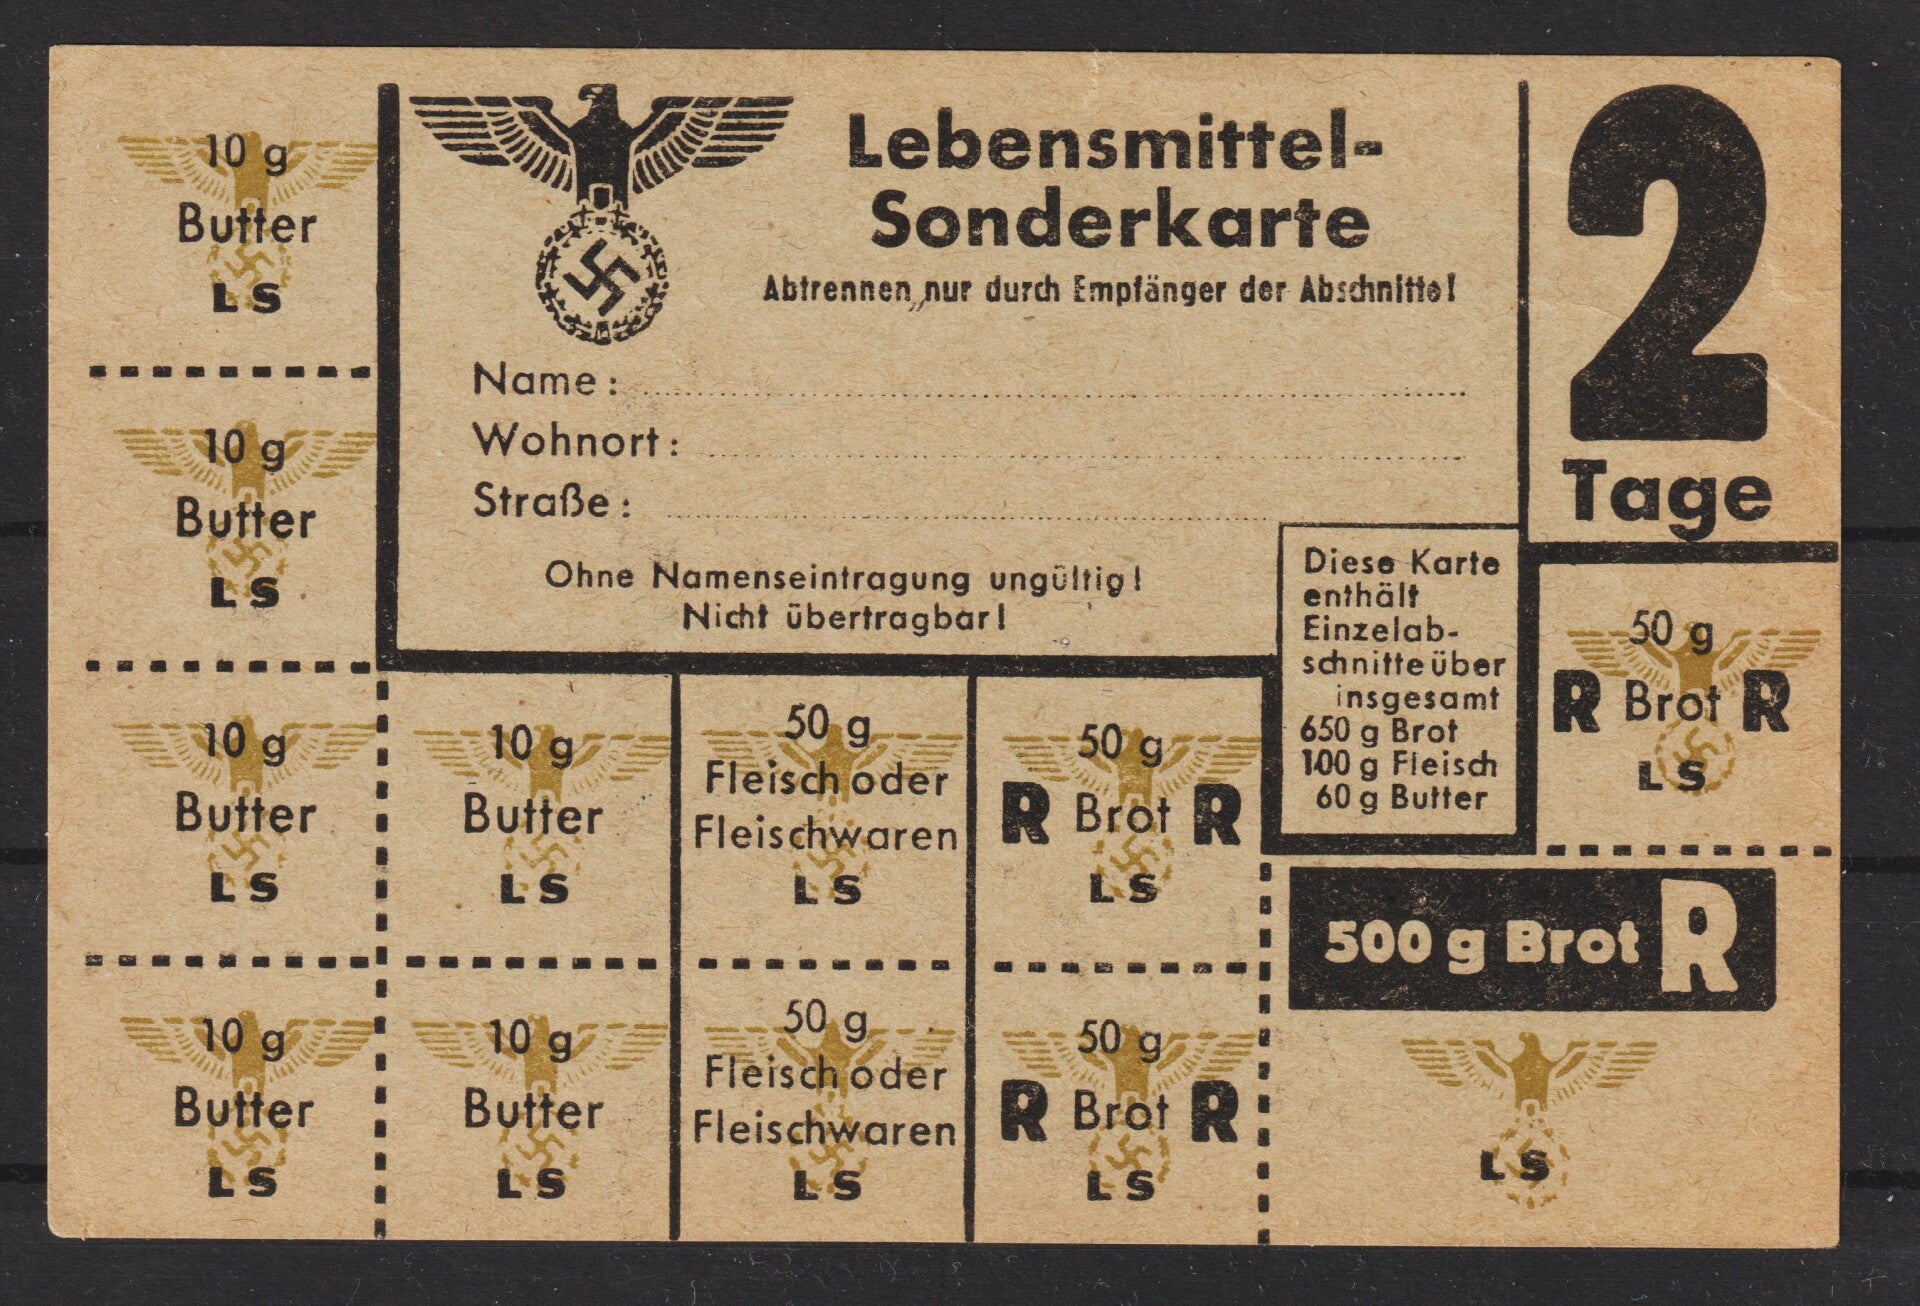 Lebensmittel-
Sonderkarte
Abtrennen nur durch Empfänger der Abschnitte!
Name:
Wohnort:
Straße:
Ohne Namenseintragung ungültig!
Nicht übertragbar!
2
Tage
Diese Karte
enthält
Einzelab-
schnitte über
insgesamt
650 g Brot
100 g Fleisch
60 g Butter
10 g
Butter
LS
10 g
Butter
LS
10 g
Butter
LS
10 g
Butter
LS
10 g
Butter
LS
10 g
Butter
LS
50 g
Fleisch oder
Fleischwaren
LS
50 g
Fleisch oder
Fleischwaren
LS
50 g
R Brot R
LS
50 g
R Brot R
LS
50 g
R Brot R
LS
500 g Brot R
LS